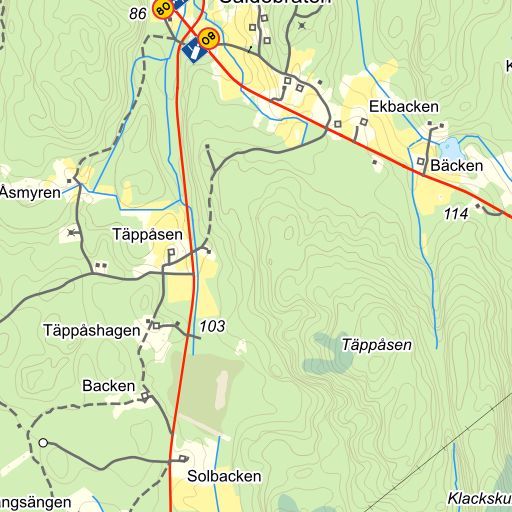 86
80
80
Ekbacken
Bäcken
Åsmyren
114
Täppåsen
103
Täppåshagen
Täppåsen
Backen
Solbacken